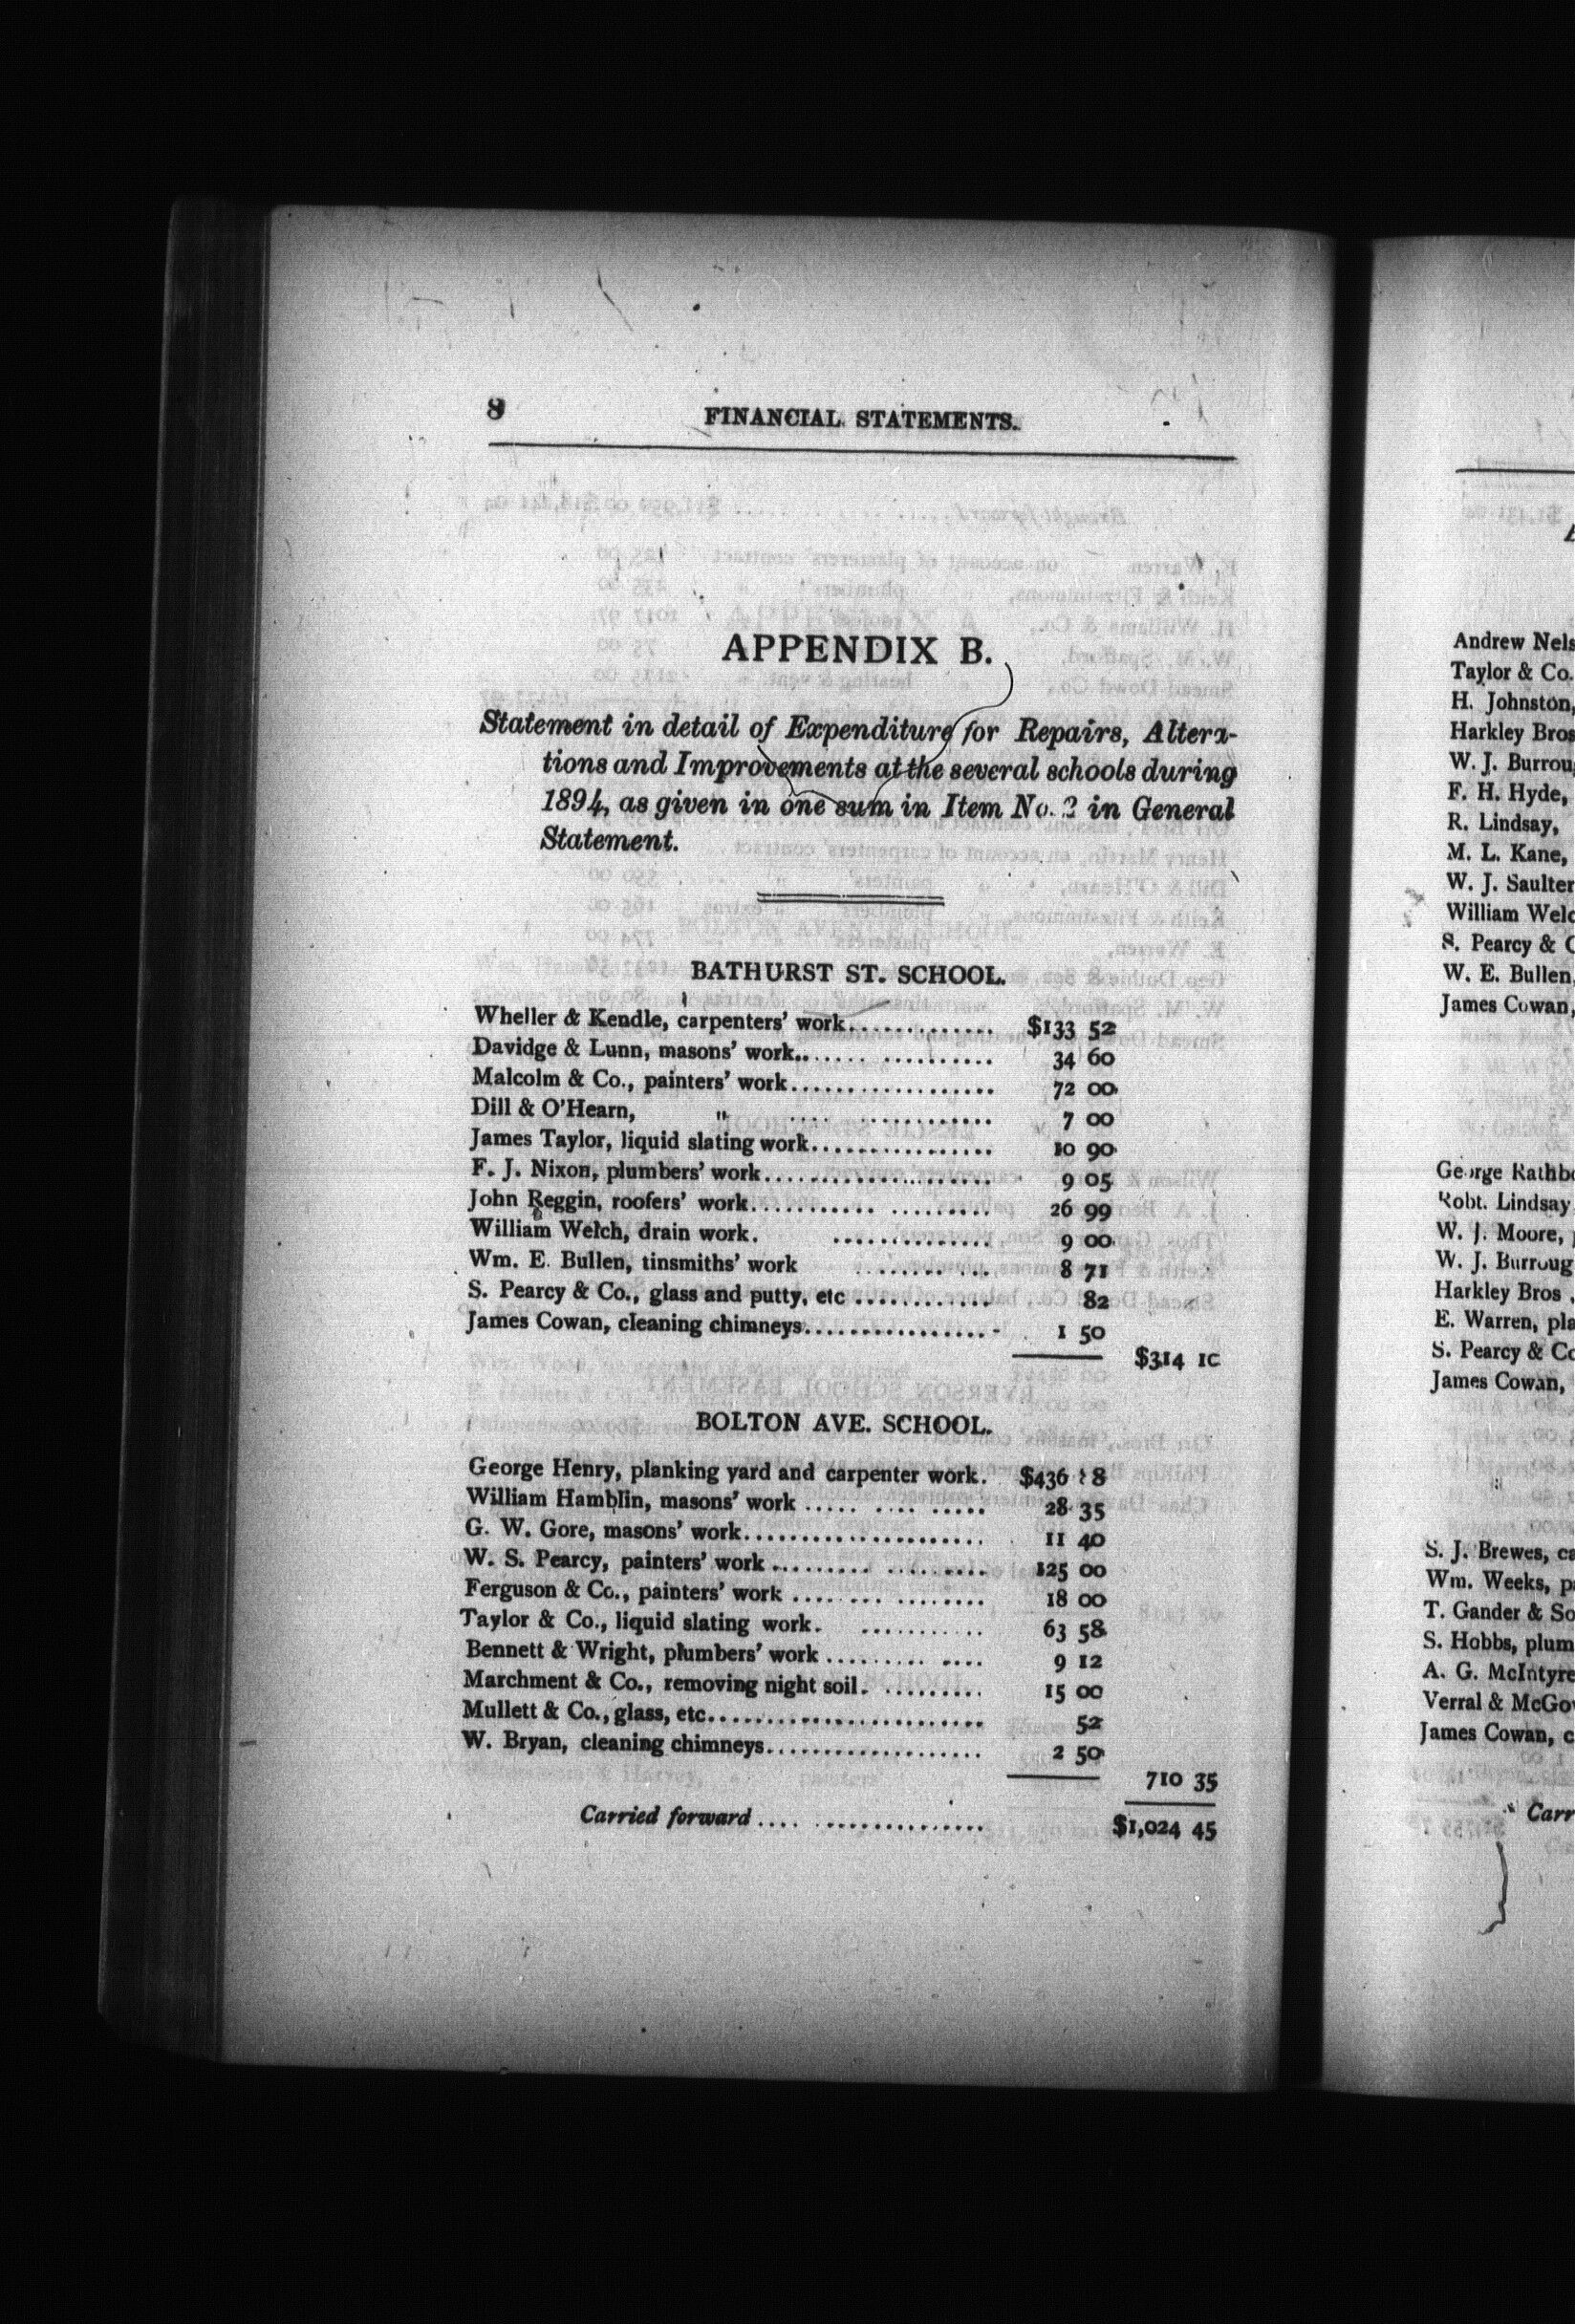 8 FINANCIAL STATEMENTS.
APPENDIX B.
Statement in detail of Expenditure for Repairs, Altera-
tions and Improvements at the several schools during
1894, as given in one sum in Item No. 2 in General
Statement.
BATHURST ST. SCHOOL.
Wheller & Kendle, carpenters' work.............. $133 52
Davidge & Lunn, masons' work.................. 34 60
Malcolm & Co., painters' work.................. 72 00
Dill & O'Hearn, " .... ............ 7 00
James Taylor, liquid slating work................ 10 90
F. J. Nixon, plumbers' work.................... 9 05
John Reggin, roofers' work........... ......... 26 99
William Welch, drain work. .............. 9 00
Wm. E. Bullen, tinsmiths' work ........ ... 8 71
S. Pearcy & Co., glass and putty, etc ............ 82
James Cowan, cleaning chimneys................. 1 50
$314 10
BOLTON AVE. SCHOOL.
George Henry, planking yard and carpenter work. $436 88
William Hamblin, masons' work ..... .... ..... 28 35
G. W. Gore, masons' work...................... 11 40
W. S. Pearcy, painters' work ......... ......... 125 00
Ferguson & Co., painters' work ........ ........ 18 00
Taylor & Co., liquid slating work. ........... 63 58
Bennett & Wright, plumbers' work ......... .... 9 12
Marchment & Co., removing night soil. .......... 15 00
Mullett & Co., glass, etc......................... 52
W. Bryan, cleaning chimneys................... 2 50
710 35
Carried forward .... ............... $1,024 45
Andrew Nels
Taylor & Co.
H. Johnston,
Harkley Bros
W. J. Burrou
F. H. Hyde,
R. Lindsay,
M. L. Kane,
W. J. Saulter
William Welc
S. Pearcy & C
W. E. Bullen,
James Cowan,
George Rathbo
Robt. Lindsay
W. J. Moore,
W. J. Burroug
Harkley Bros
E. Warren, pla
S. Pearcy & Co
James Cowan,
S. J. Brewes, ca
Wm. Weeks, p
T. Gander & So
S. Hobbs, plum
A. G. McIntyre
Verral & McGo
James Cowan, c
Carr